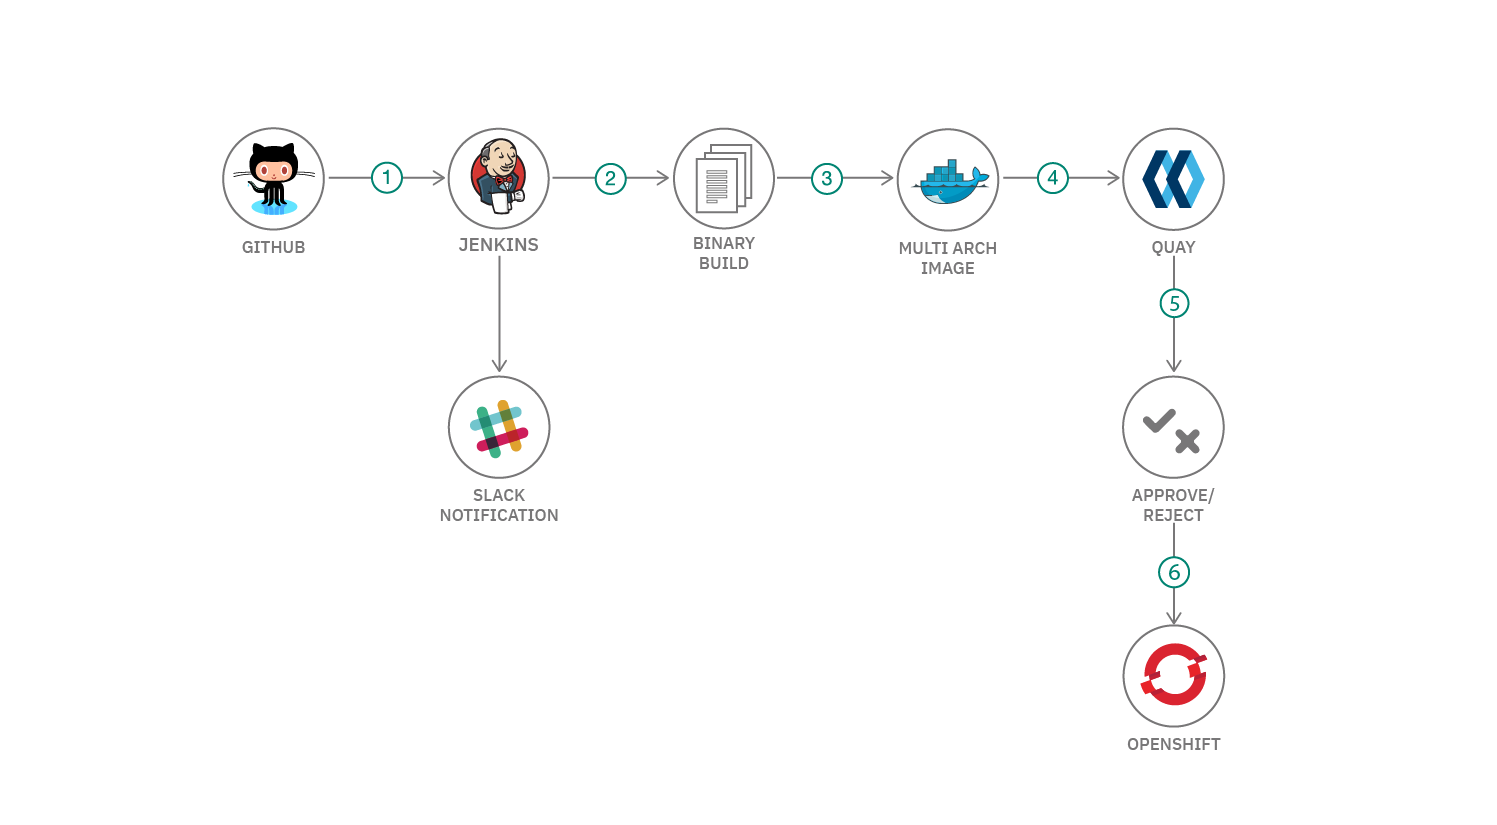 1
2
3
4
GITHUB
JENKINS
BINARY
BUILD
MULTI ARCH
IMAGE
QUAY
5
SLACK
NOTIFICATION
APPROVE/
REJECT
6
OPENSHIFT